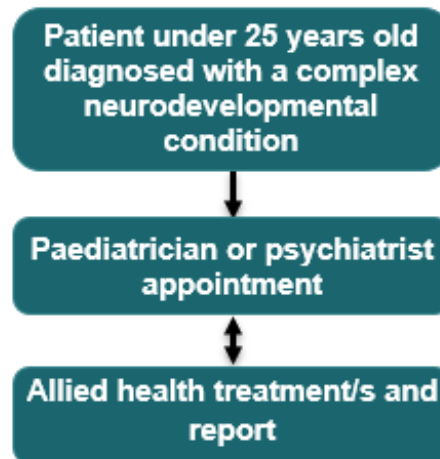 Patient under 25 years old
diagnosed with a complex
neurodevelopmental
condition
Paediatrician or psychiatrist
appointment
Allied health treatment/s and
report